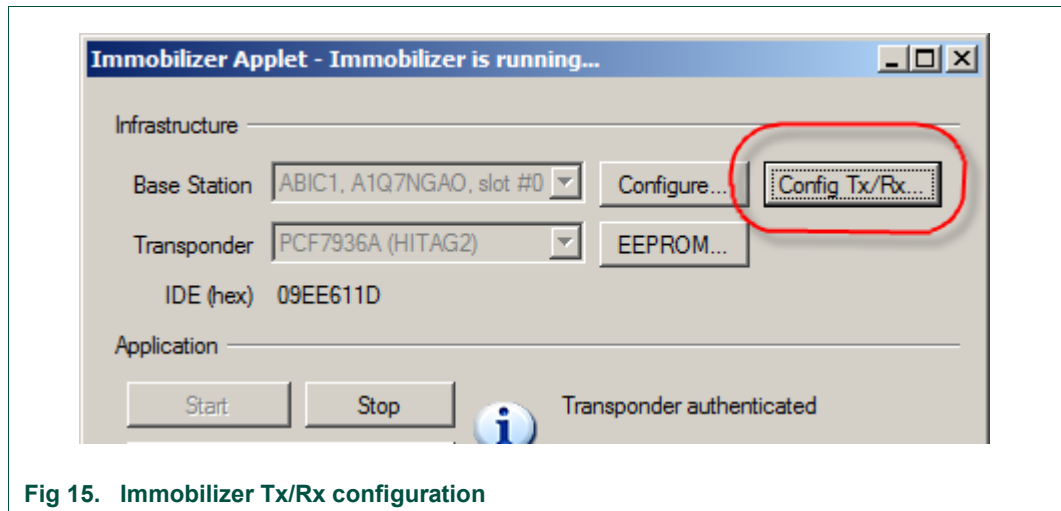 Immobilizer Applet - Immobilizer is running...
Infrastructure
Base Station ABIC1, A1Q7NGAO, slot #0 Configure... Config Tx/Rx...
Transponder PCF7936A (HITAG2) EEPROM...
IDE (hex) 09EE611D
Application
Start Stop Transponder authenticated
Fig 15. Immobilizer Tx/Rx configuration